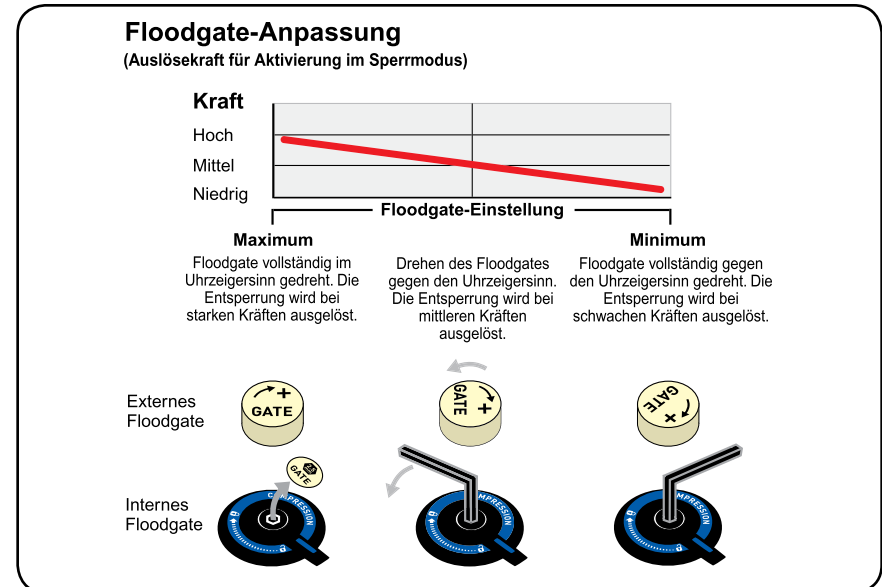 Floodgate-Anpassung
(Auslösekraft für Aktivierung im Sperrmodus)
Kraft
Hoch
Mittel
Niedrig
Floodgate-Einstellung
Maximum
Floodgate vollständig im
Uhrzeigersinn gedreht. Die
Entsperrung wird bei
starken Kräften ausgelöst.
Drehen des Floodgates
gegen den Uhrzeigersinn.
Die Entsperrung wird bei
mittleren Kräften
ausgelöst.
Minimum
Floodgate vollständig gegen
den Uhrzeigersinn gedreht. Die
Entsperrung wird bei
schwachen Kräften ausgelöst.
Externes
Floodgate
+
GATE
GATE +
GATE +
Internes
Floodgate
GATE
COMPRESSION
MPRESSION
MPRESSION